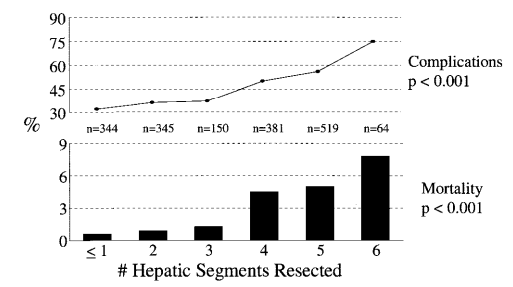 90
75
60
45
30
Complications
p < 0.001
%
n=344 n=345 n=150 n=381 n=519 n=64
9
6
3
0
Mortality
p < 0.001
≤ 1 2 3 4 5 6
# Hepatic Segments Resected